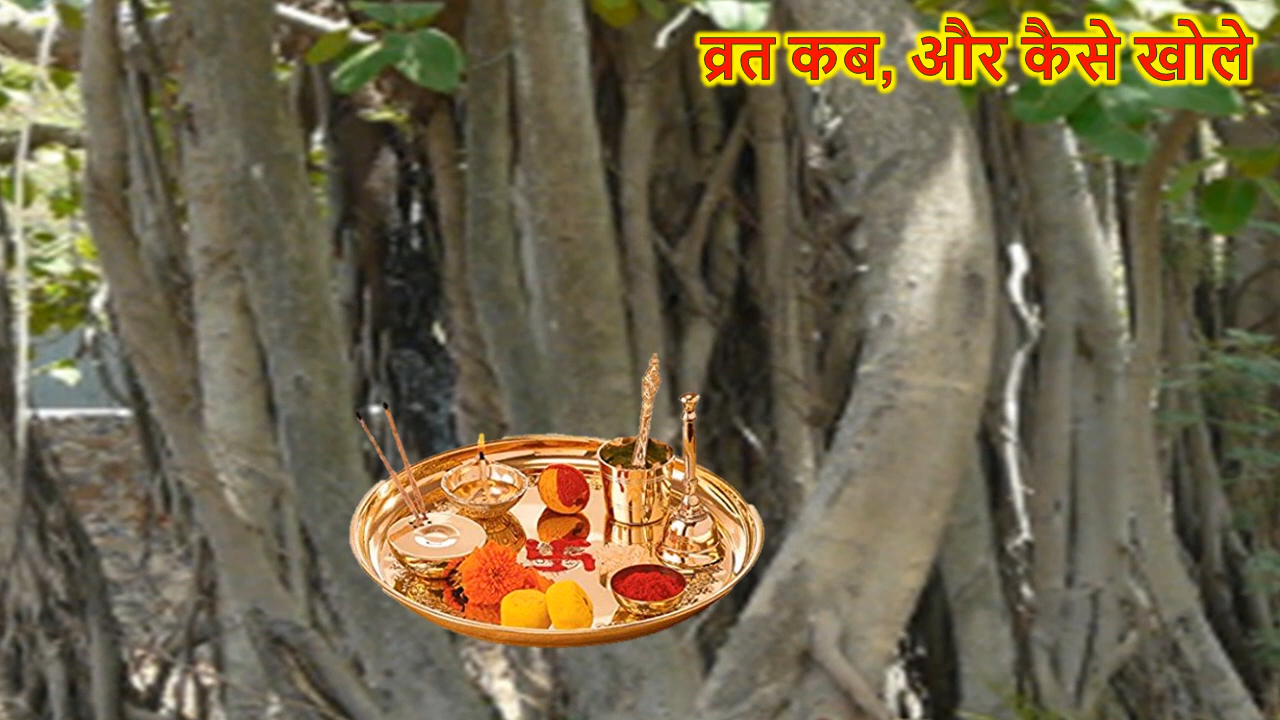 व्रत कब, और कैसे खोले